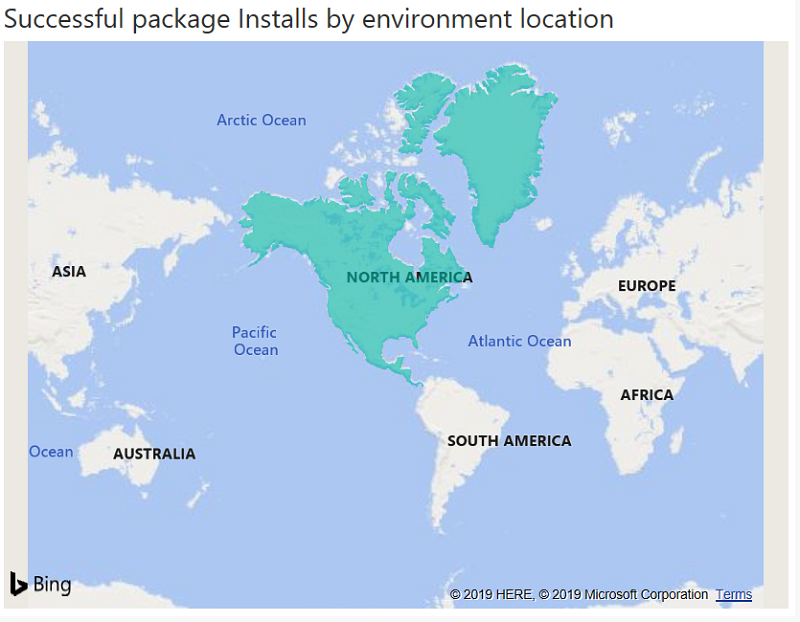 Successful package Installs by environment location
Arctic Ocean
ASIA
NORTH AMERICA
EUROPE
Pacific
Ocean
Atlantic Ocean
AFRICA
SOUTH AMERICA
Ocean
AUSTRALIA
Bing
© 2019 HERE, © 2019 Microsoft Corporation Terms